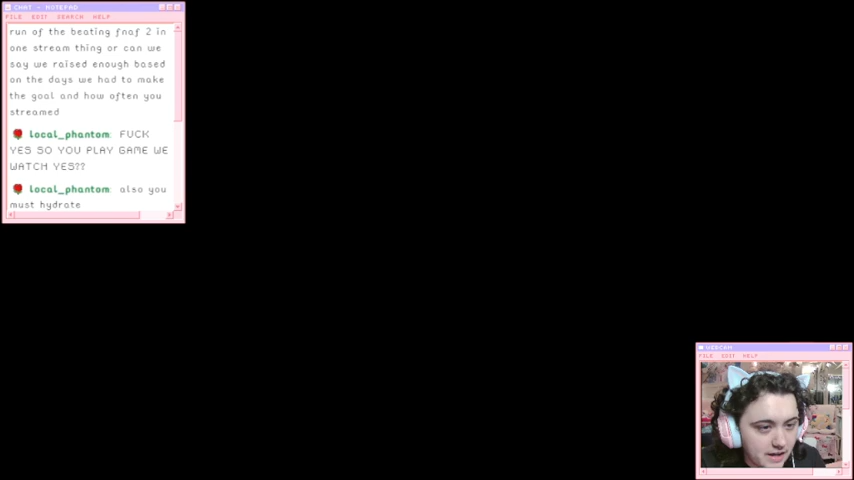 CHAT - NOTEPAD
FILE EDIT SEARCH HELP
run of the beating fnaf 2 in
one stream thing or can we
say we raised enough based
on the days we had to make
the goal and how often you
streamed
local_phantom: FUCK
YES SO YOU PLAY GAME WE
WATCH YES??
local_phantom: also you
must hydrate
WEBCAM
FILE EDIT HELP